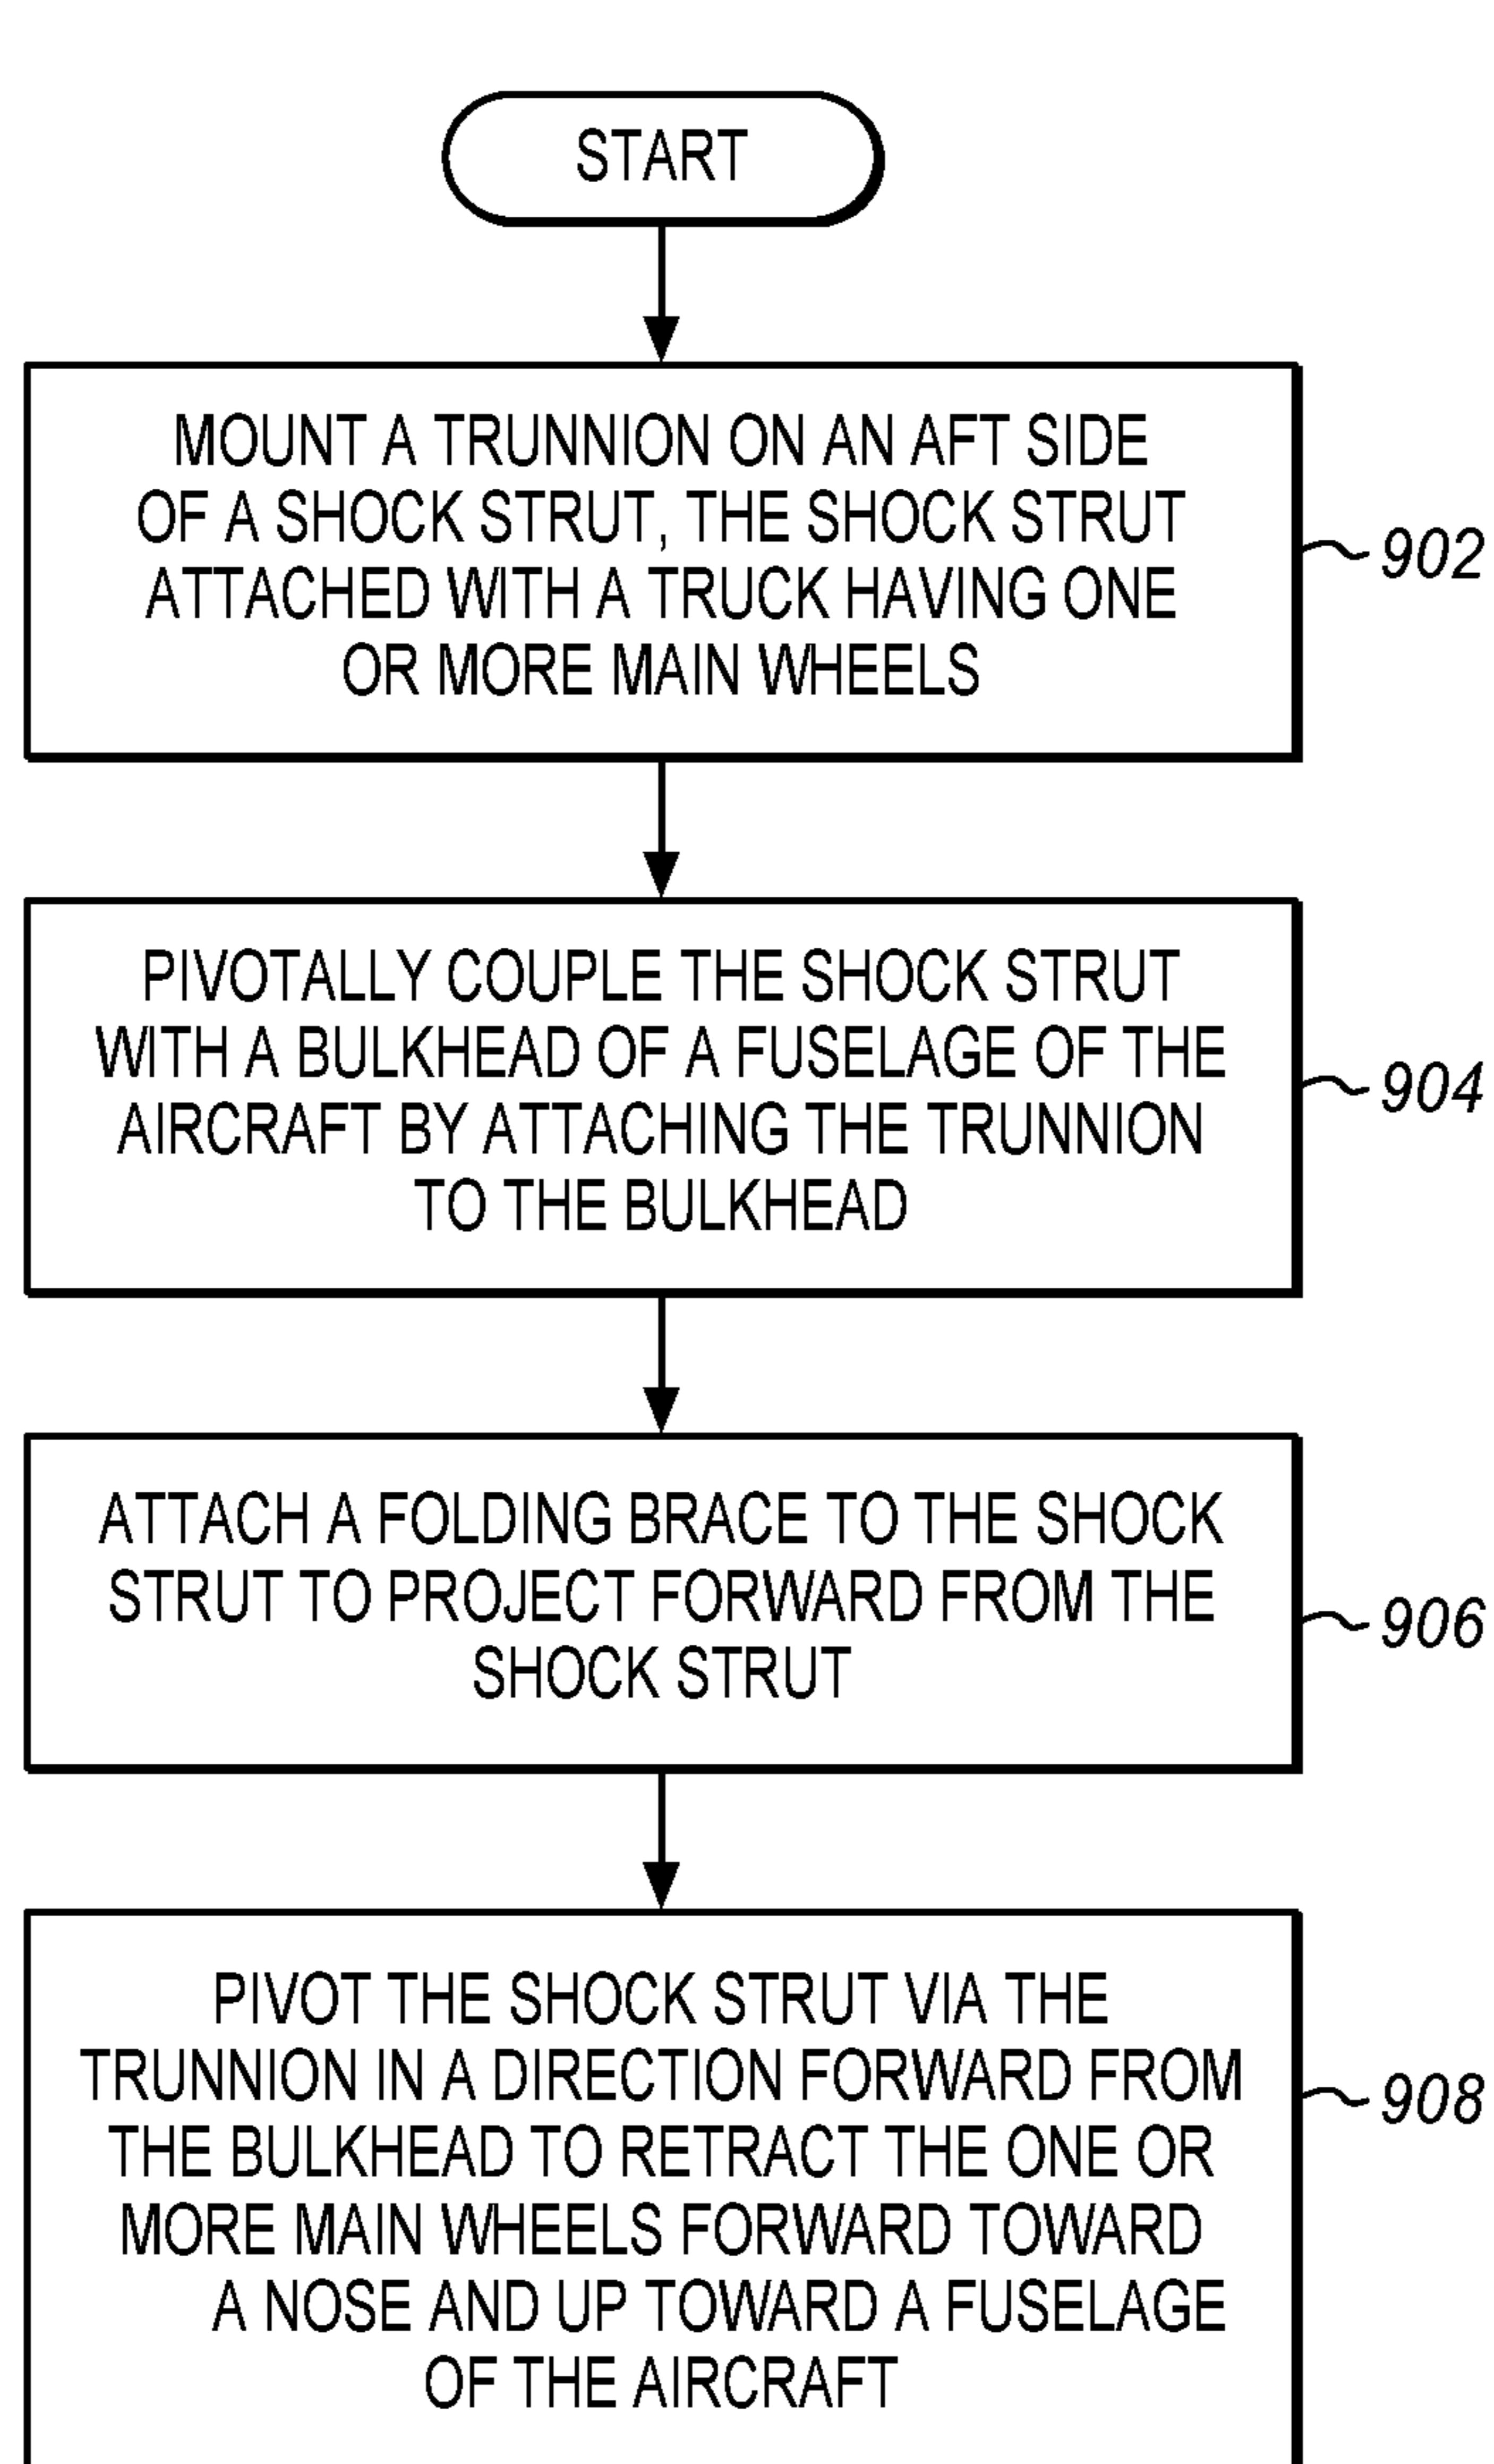 START
MOUNT A TRUNNION ON AN AFT SIDE
OF A SHOCK STRUT, THE SHOCK STRUT
ATTACHED WITH A TRUCK HAVING ONE
OR MORE MAIN WHEELS
902
PIVOTALLY COUPLE THE SHOCK STRUT
WITH A BULKHEAD OF A FUSELAGE OF THE
AIRCRAFT BY ATTACHING THE TRUNNION
TO THE BULKHEAD
904
ATTACH A FOLDING BRACE TO THE SHOCK
STRUT TO PROJECT FORWARD FROM THE
SHOCK STRUT
906
PIVOT THE SHOCK STRUT VIA THE
TRUNNION IN A DIRECTION FORWARD FROM
THE BULKHEAD TO RETRACT THE ONE OR
MORE MAIN WHEELS FORWARD TOWARD
A NOSE AND UP TOWARD A FUSELAGE
OF THE AIRCRAFT
908